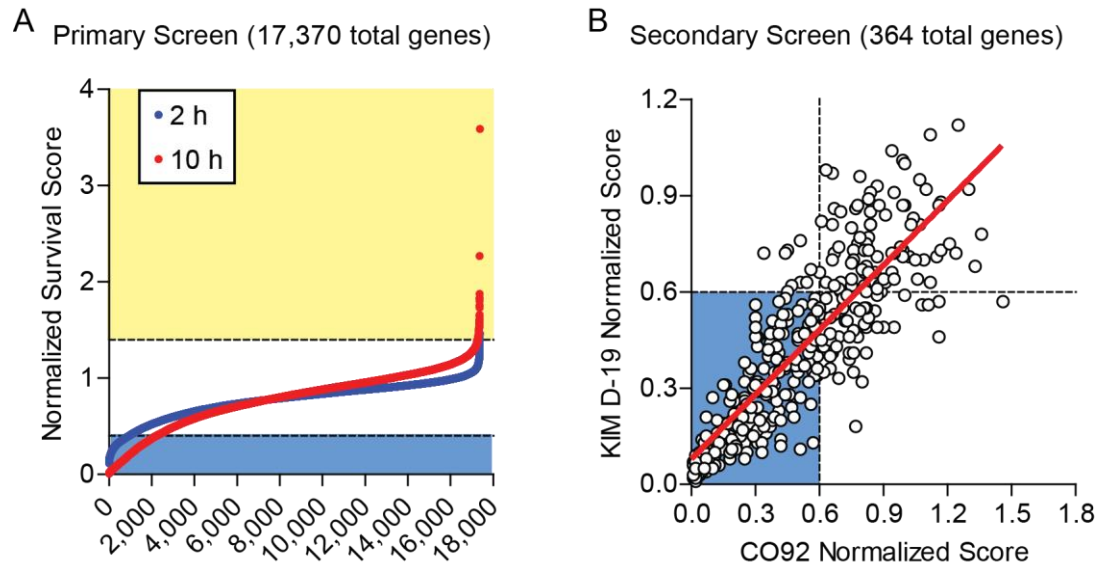 A Primary Screen (17,370 total genes)
Normalized Survival Score
4
3
2
1
0
2 h
10 h
0
2,000
4,000
6,000
8,000
10,000
12,000
14,000
16,000
18,000
B Secondary Screen (364 total genes)
KIM D-19 Normalized Score
1.2
0.9
0.6
0.3
0.0
0.0 0.3 0.6 0.9 1.2 1.5 1.8
CO92 Normalized Score